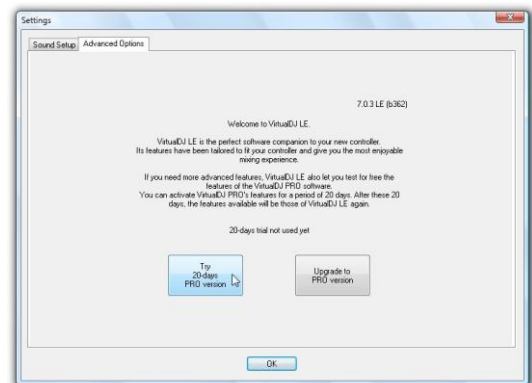 Settings
Sound Setup
Advanced Options
7.0.3 LE (b362)
Welcome to VirtualDJ LE.
VirtualDJ LE is the perfect software companion to your new controller.
Its features have been tailored to fit your controller and give you the most enjoyable
mixing experience.
If you need more advanced features, VirtualDJ LE also let you test for free the
features of the VirtualDJ PRO software.
You can activate VirtualDJ PRO's features for a period of 20 days. After these 20
days, the features available will be those of VirtualDJ LE again.
20-days trial not used yet
Try
20-days
PRO version
Upgrade to
PRO version
OK